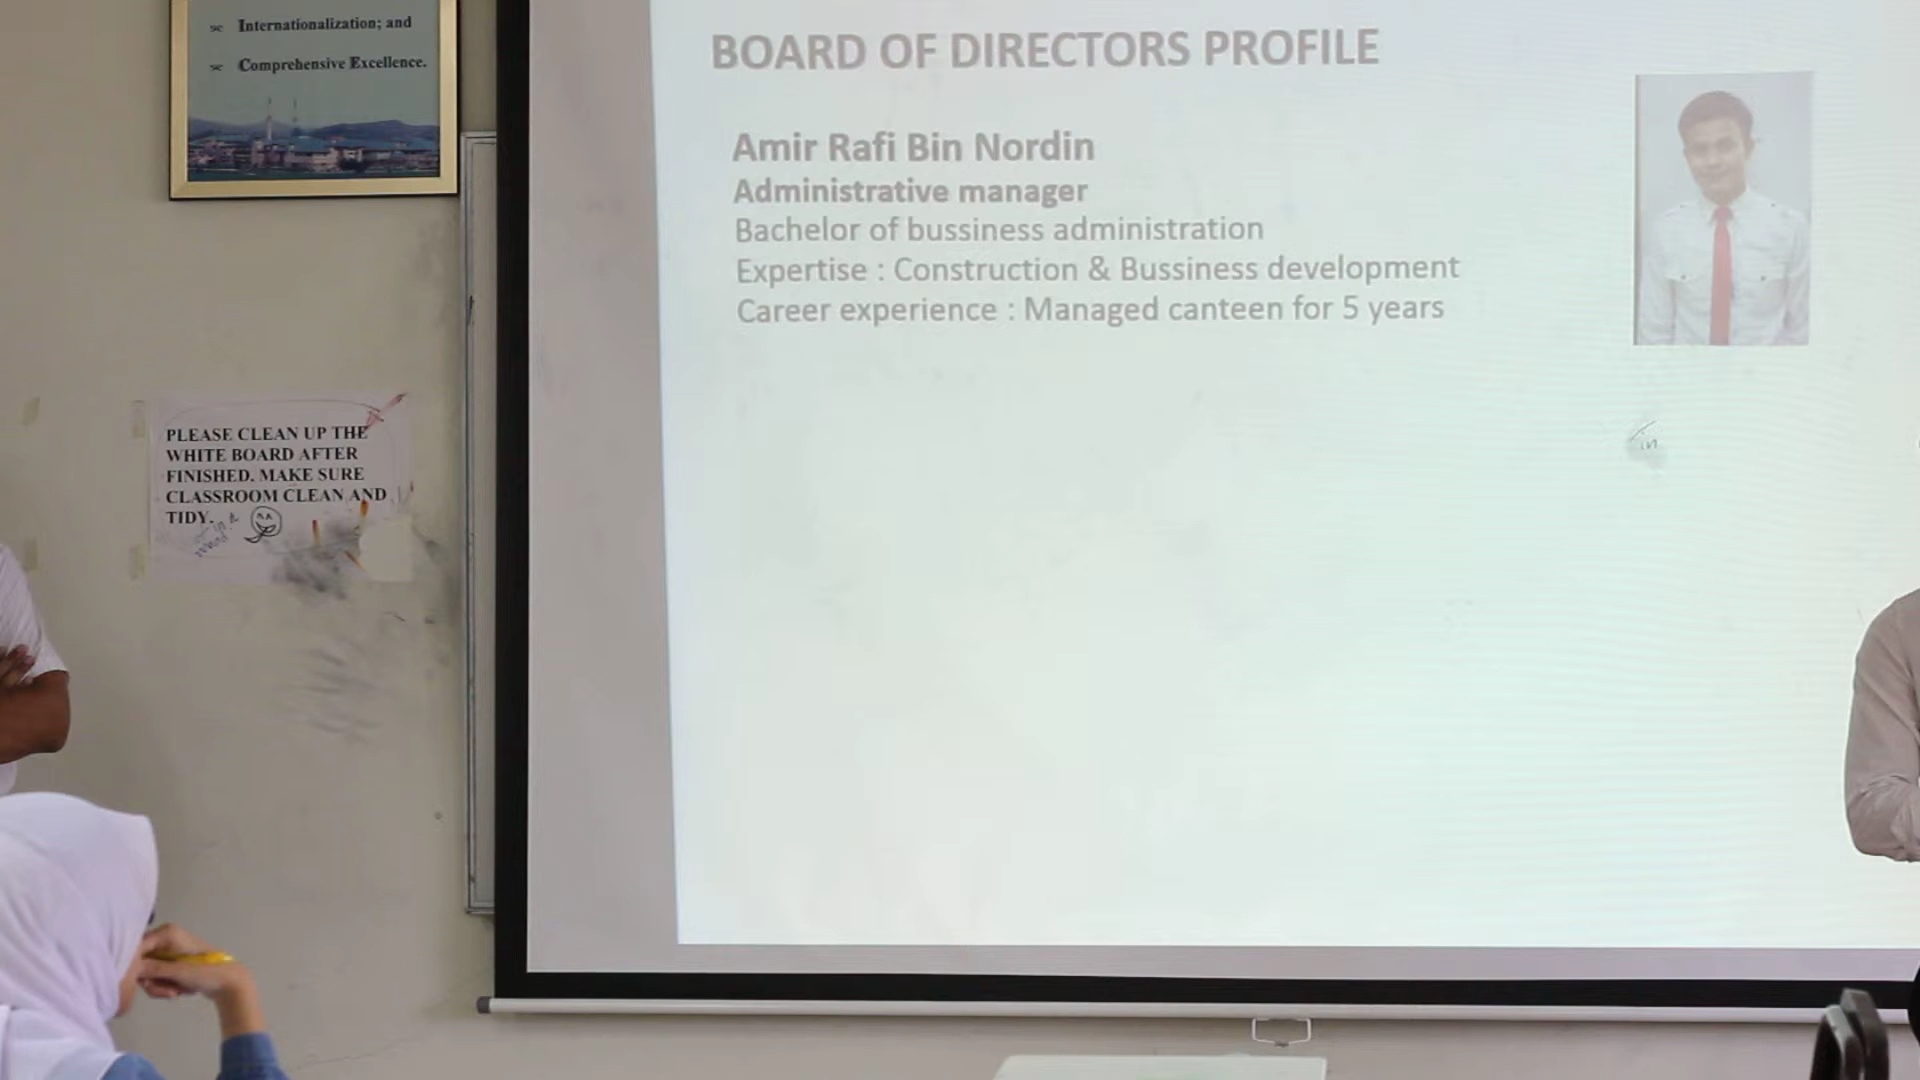 Internationalization; and
Comprehensive Excellence.
BOARD OF DIRECTORS PROFILE
Amir Rafi Bin Nordin
Administrative manager
Bachelor of bussiness administration
Expertise : Construction & Bussiness development
Career experience : Managed canteen for 5 years
PLEASE CLEAN UP THE
WHITE BOARD AFTER
FINISHED. MAKE SURE
CLASSROOM CLEAN AND
TIDY.
in